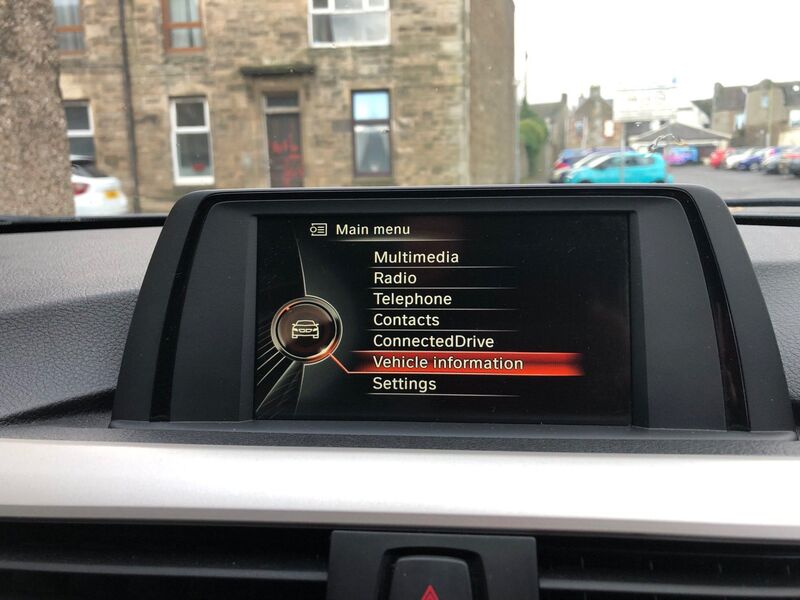 Main menu
Multimedia
Radio
Telephone
Contacts
ConnectedDrive
Vehicle information
Settings